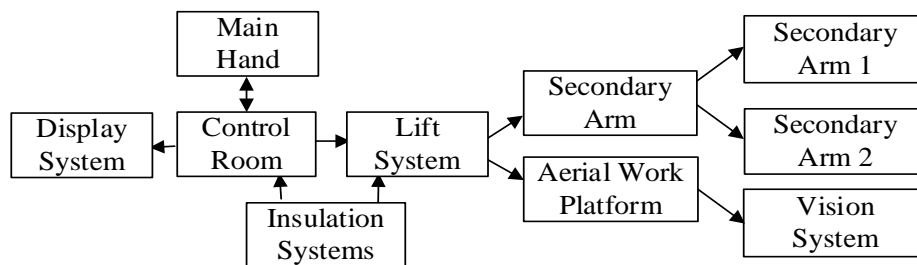 Main
Hand
Display
System
Control
Room
Lift
System
Insulation
Systems
Secondary
Arm
Aerial Work
Platform
Secondary
Arm 1
Secondary
Arm 2
Vision
System